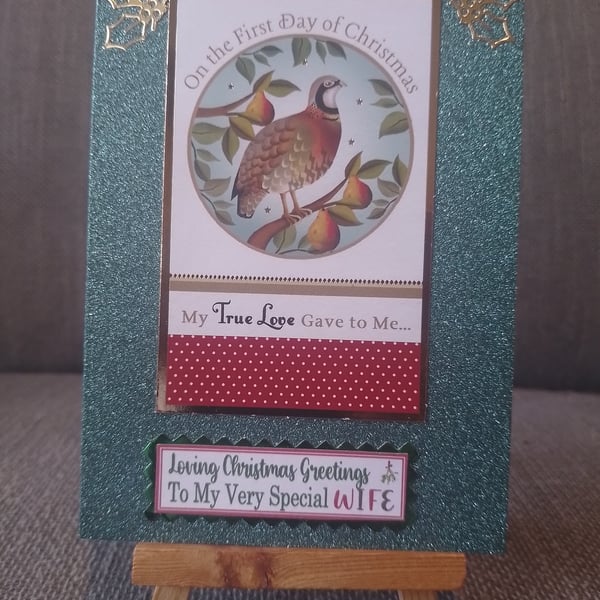 On the First Day of Christmas
My True Love Gave to Me...
Loving Christmas Greetings
To My Very Special WIFE